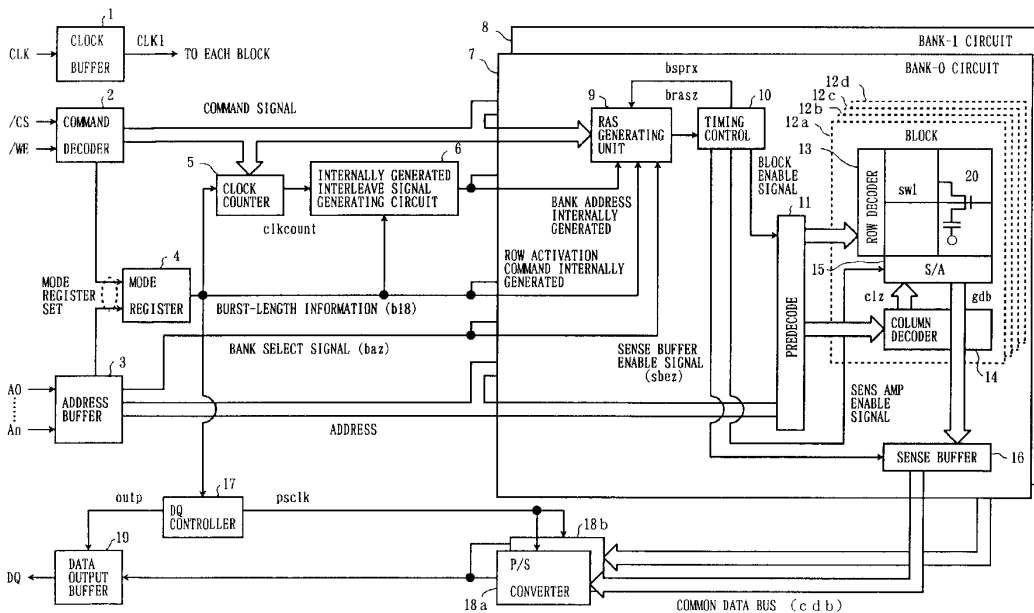 1
CLOCK
BUFFER
CLK
CLK1
TO EACH BLOCK
2
COMMAND
DECODER
/CS
/WE
COMMAND SIGNAL
5
CLOCK
COUNTER
clkcount
6
INTERNALLY GENERATED
INTERLEAVE SIGNAL
GENERATING CIRCUIT
MODE
REGISTER
SET
4
MODE
REGISTER
BURST-LENGTH INFORMATION (bl8)
BANK SELECT SIGNAL (baz)
3
ADDRESS
BUFFER
A0
An
ADDRESS
8
BANK-1 CIRCUIT
7
BANK-0 CIRCUIT
bsprx
brasz
9
RAS
GENERATING
UNIT
10
TIMING
CONTROL
BLOCK
ENABLE
SIGNAL
BANK ADDRESS
INTERNALLY
GENERATED
ROW ACTIVATION
COMMAND INTERNALLY
GENERATED
SENSE BUFFER
ENABLE SIGNAL
(sbez)
11
PREDECODE
12d
12c
12b
12a
BLOCK
13
ROW DECODER
swl
20
15
S/A
clz
gdb
COLUMN
DECODER
14
SENS AMP
ENABLE
SIGNAL
SENSE BUFFER
16
17
DQ
CONTROLLER
outp
psclk
19
DATA
OUTPUT
BUFFER
DQ
18b
P/S
CONVERTER
18a
COMMON DATA BUS (cdb)